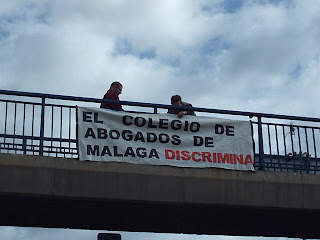 EL COLEGIO DE
ABOGADOS DE
MALAGA DISCRIMINA